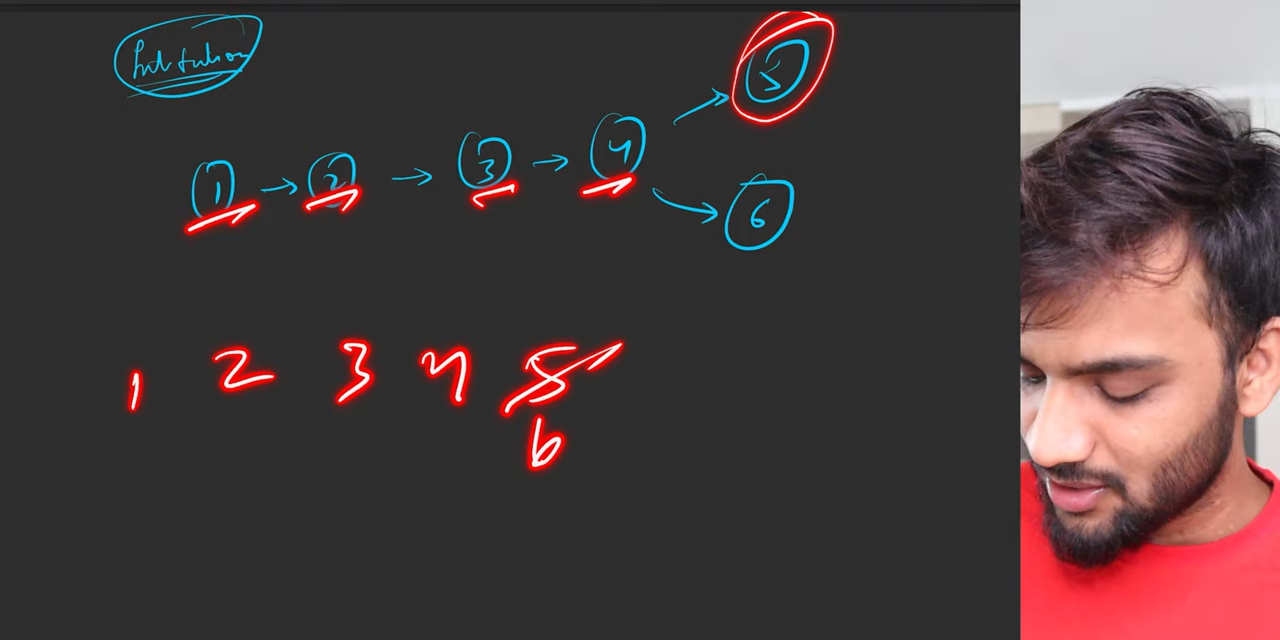 Intuition
1 → 2 → 3 → 4 → 5
6
1 2 3 4 5
6